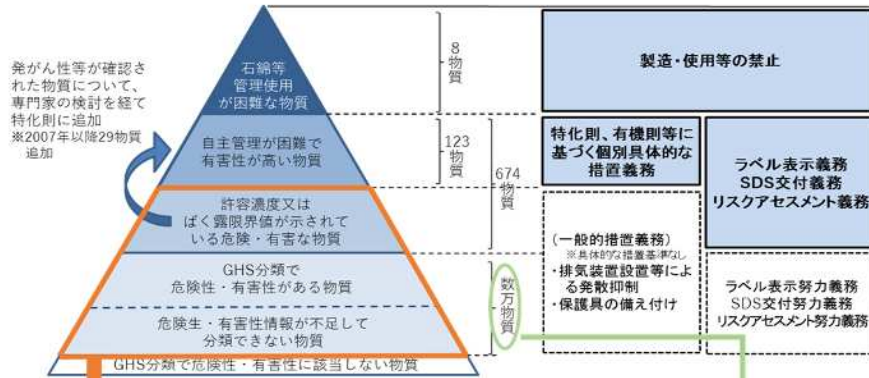 発がん性等が確認され
た物質について、
専門家の検討を経て
特化則に追加
※2007年以降29物質
追加
石綿等
管理使用
が困難な物質
自主管理が困難で
有害性が高い物質
許容濃度又は
ばく露限界値が示されて
いる危険・有害な物質
GHS分類で
危険性・有害性がある物質
危険生・有害性情報が不足して
分類できない物質
GHS分類で危険性・有害性に該当しない物質
8物質
123物質
674物質
数万物質
製造・使用等の禁止
特化則、有機則等に
基づく個別具体的な
措置義務
ラベル表示義務
SDS交付義務
リスクアセスメント義務
(一般的措置義務)
※具体的な措置基準なし
・排気装置設置等によ
る発散抑制
・保護具の備え付け
ラベル表示努力義務
SDS交付努力義務
リスクアセスメント努力義務